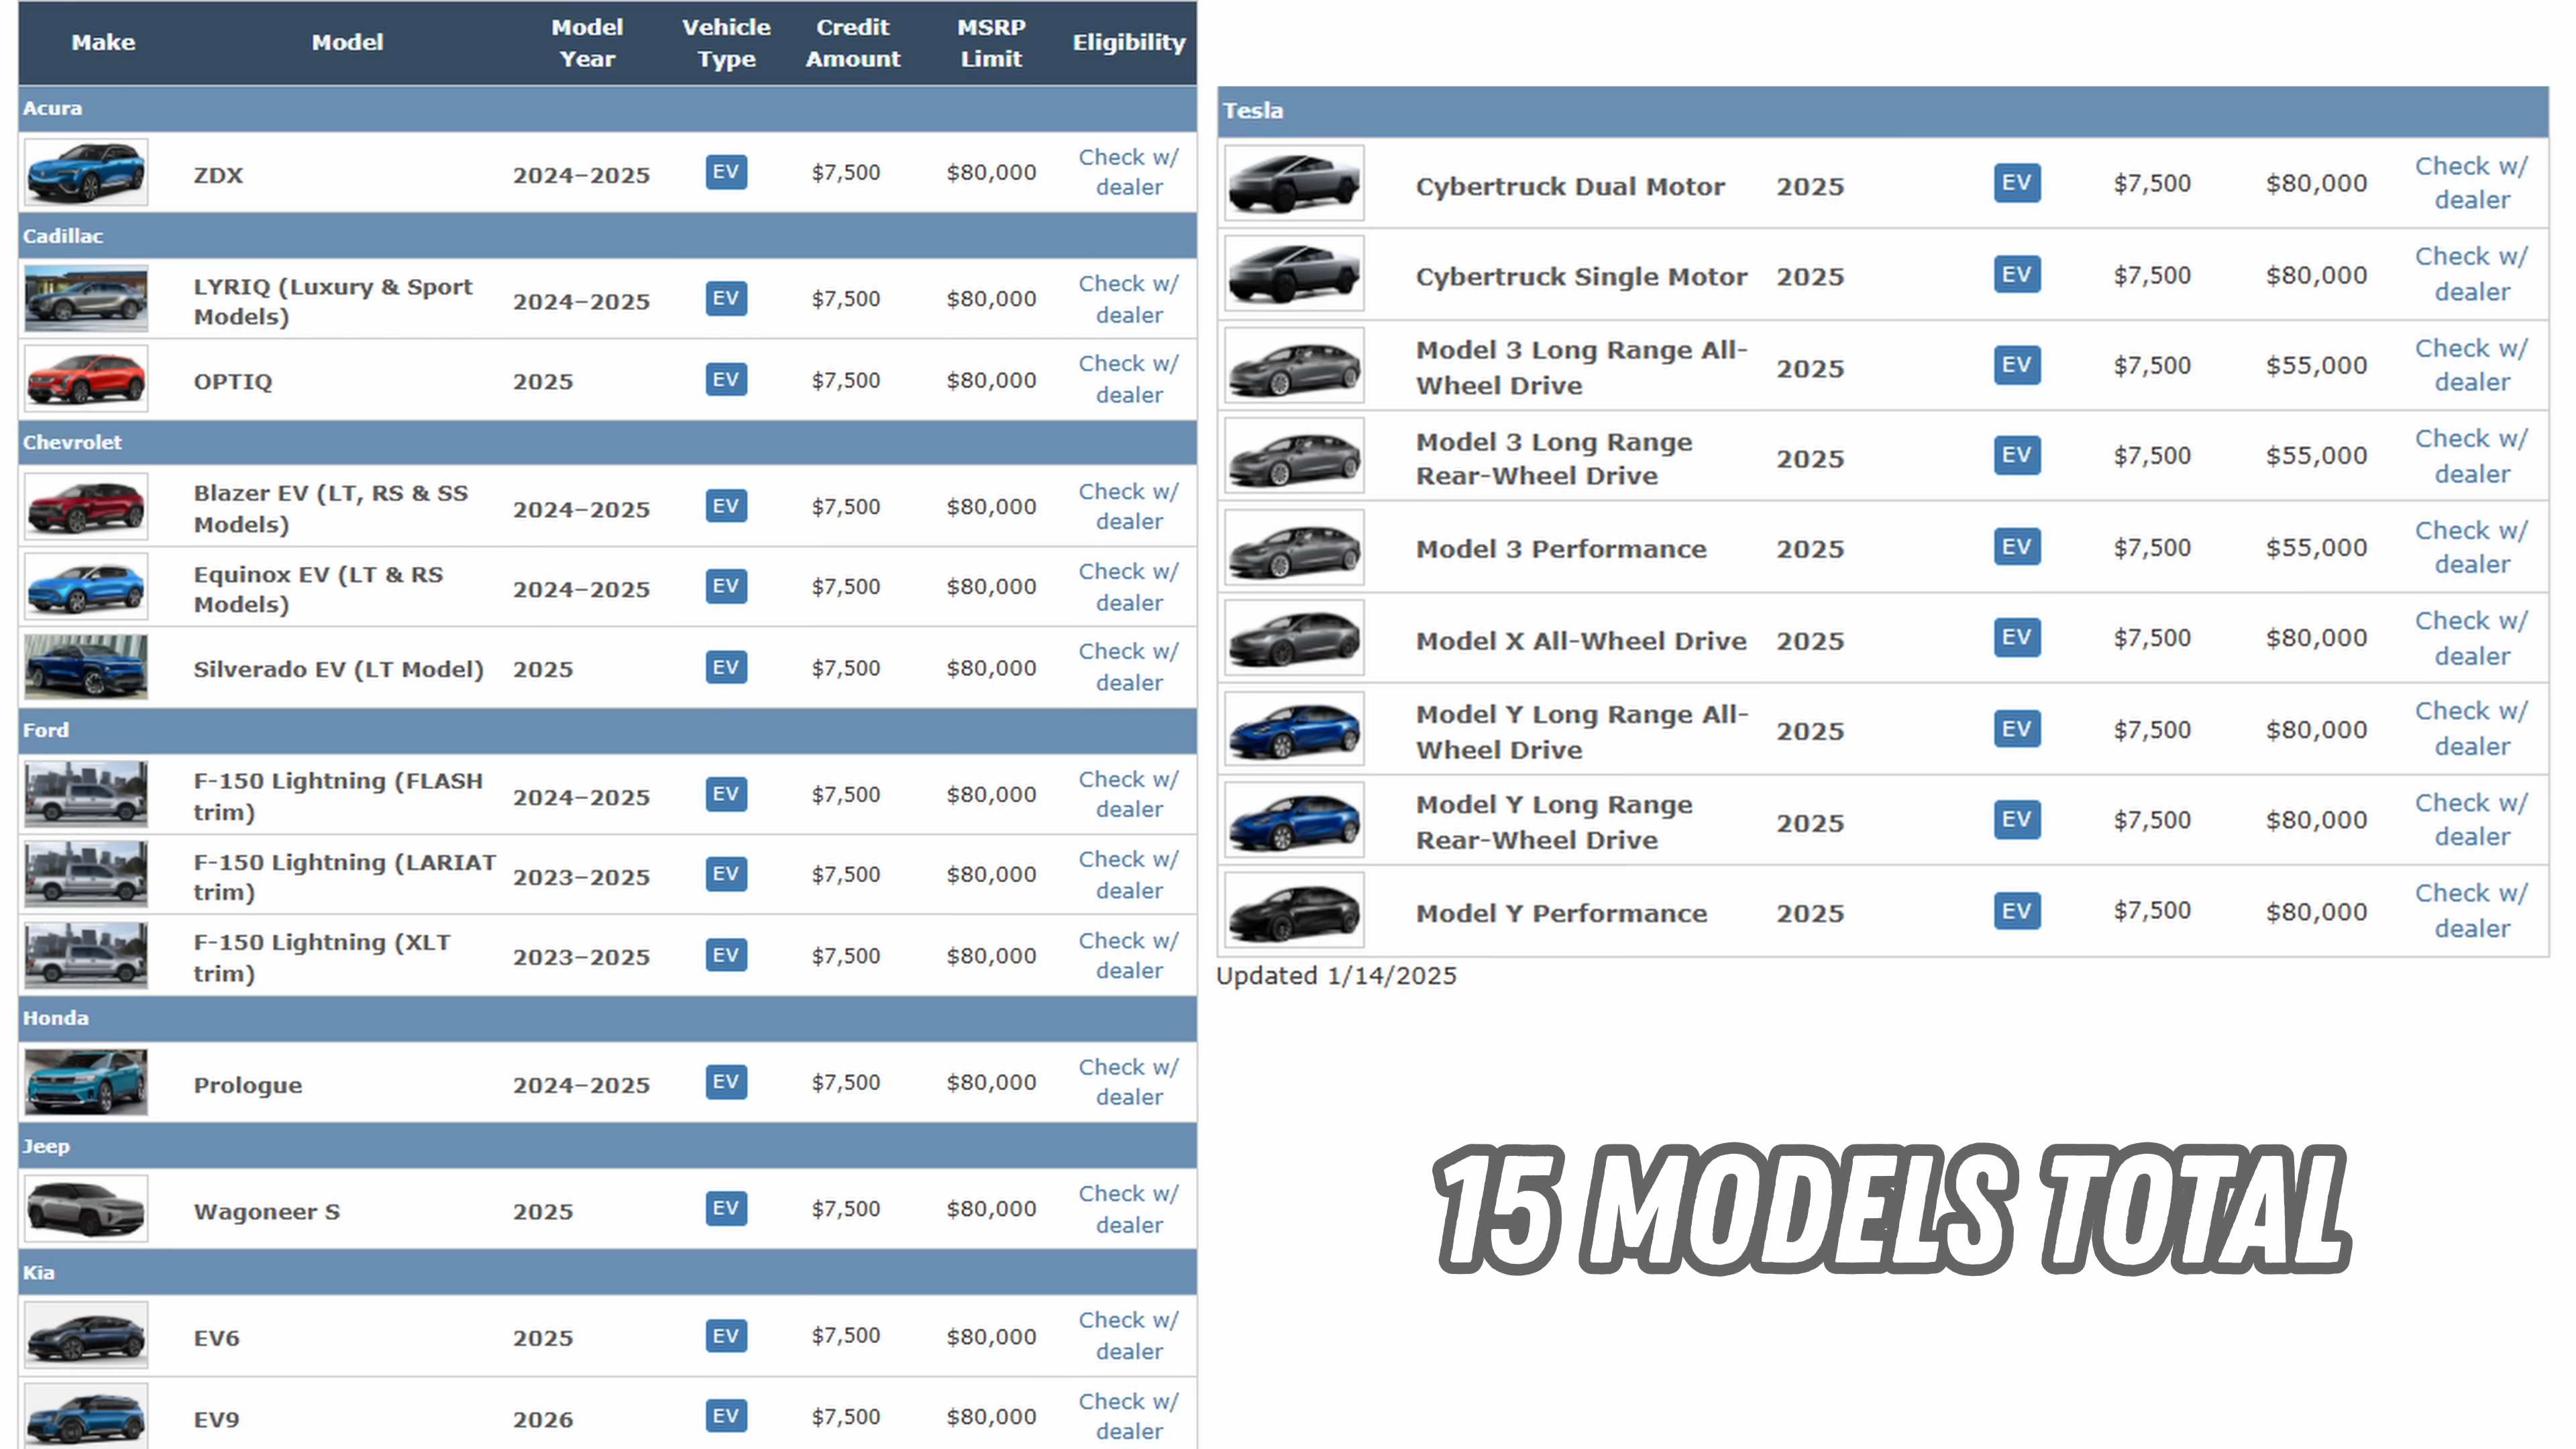 Make Model Model Year Vehicle Type Credit Amount MSRP Limit Eligibility
Acura
ZDX 2024–2025 EV $7,500 $80,000 Check w/ dealer
Cadillac
LYRIQ (Luxury & Sport Models) 2024–2025 EV $7,500 $80,000 Check w/ dealer
OPTIQ 2025 EV $7,500 $80,000 Check w/ dealer
Chevrolet
Blazer EV (LT, RS & SS Models) 2024–2025 EV $7,500 $80,000 Check w/ dealer
Equinox EV (LT & RS Models) 2024–2025 EV $7,500 $80,000 Check w/ dealer
Silverado EV (LT Model) 2025 EV $7,500 $80,000 Check w/ dealer
Ford
F-150 Lightning (FLASH trim) 2024–2025 EV $7,500 $80,000 Check w/ dealer
F-150 Lightning (LARIAT trim) 2023–2025 EV $7,500 $80,000 Check w/ dealer
F-150 Lightning (XLT trim) 2023–2025 EV $7,500 $80,000 Check w/ dealer
Honda
Prologue 2024–2025 EV $7,500 $80,000 Check w/ dealer
Jeep
Wagoneer S 2025 EV $7,500 $80,000 Check w/ dealer
Kia
EV6 2025 EV $7,500 $80,000 Check w/ dealer
EV9 2026 EV $7,500 $80,000 Check w/ dealer
Tesla
Cybertruck Dual Motor 2025 EV $7,500 $80,000 Check w/ dealer
Cybertruck Single Motor 2025 EV $7,500 $80,000 Check w/ dealer
Model 3 Long Range All-Wheel Drive 2025 EV $7,500 $55,000 Check w/ dealer
Model 3 Long Range Rear-Wheel Drive 2025 EV $7,500 $55,000 Check w/ dealer
Model 3 Performance 2025 EV $7,500 $55,000 Check w/ dealer
Model X All-Wheel Drive 2025 EV $7,500 $80,000 Check w/ dealer
Model Y Long Range All-Wheel Drive 2025 EV $7,500 $80,000 Check w/ dealer
Model Y Long Range Rear-Wheel Drive 2025 EV $7,500 $80,000 Check w/ dealer
Model Y Performance 2025 EV $7,500 $80,000 Check w/ dealer
Updated 1/14/2025
15 MODELS TOTAL